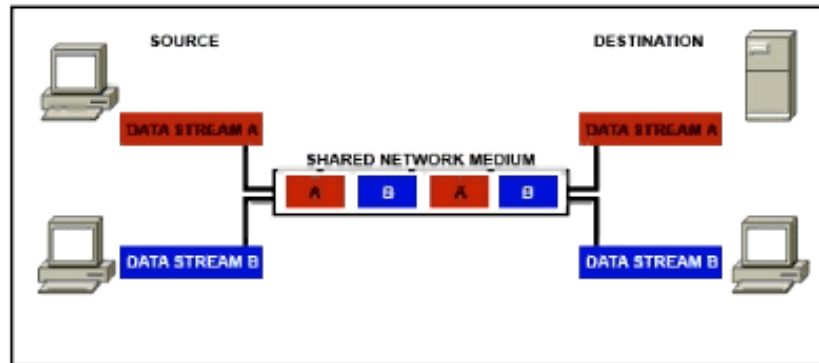 SOURCE
DESTINATION
DATA STREAM A
DATA STREAM A
SHARED NETWORK MEDIUM
A
B
A
B
DATA STREAM B
DATA STREAM B